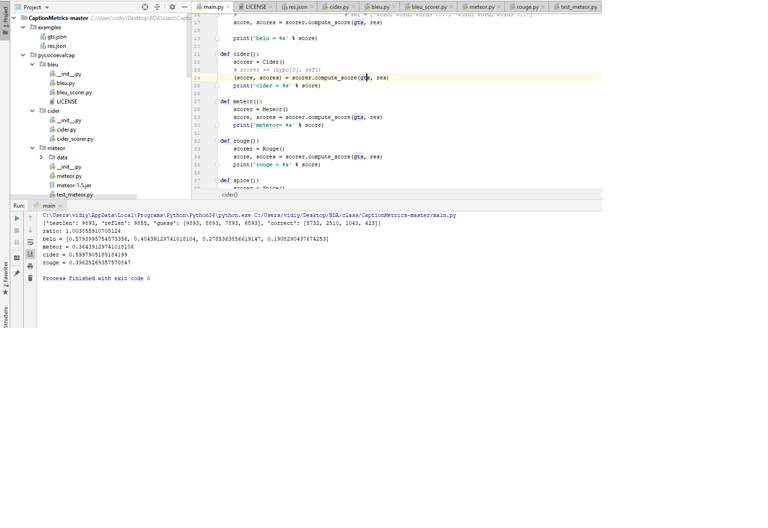 Project
CaptionMetrics-master C:\Users\vidiy\Desktop\BDA\class\Capti
examples
gts.json
res.json
pycocoevalcap
bleu
__init__.py
bleu.py
bleu_scorer.py
LICENSE
cider
__init__.py
cider.py
cider_scorer.py
meteor
data
__init__.py
meteor.py
meteor-1.5.jar
test_meteor.py
1: Project
main.py
LICENSE
res.json
cider.py
bleu.py
bleu_scorer.py
meteor.py
rouge.py
test_meteor.py
17 score, scores = scorer.compute_score(gts, res)
18
19 print('belu = %s' % score)
20
21 def cider():
22 scorer = Cider()
23 # scorer += (hypo[0], ref1)
24 (score, scores) = scorer.compute_score(gts, res)
25 print('cider = %s' % score)
26
27 def meteor():
28 scorer = Meteor()
29 score, scores = scorer.compute_score(gts, res)
30 print('meteror= %s' % score)
31
32 def rouge():
33 scorer = Rouge()
34 score, scores = scorer.compute_score(gts, res)
35 print('rouge = %s' % score)
36
37 def spice():
cider()
Run: main
C:\Users\vidiy\AppData\Local\Programs\Python\Python36\python.exe C:/Users/vidiy/Desktop/BDA/class/CaptionMetrics-master/main.py
{'testlen': 9893, 'reflen': 9855, 'guess': [9893, 8893, 7893, 6893], 'correct': [5732, 2510, 1043, 423]}
ratio: 1.003855910705124
belu = [0.5793995754573356, 0.40439129741018104, 0.2785363856619147, 0.1908290437674253]
meteor = 0.36439129741018106
cider = 0.5997905185184199
rouge = 0.39625269357570847
Process finished with exit code 0
2: Favorites
Structure